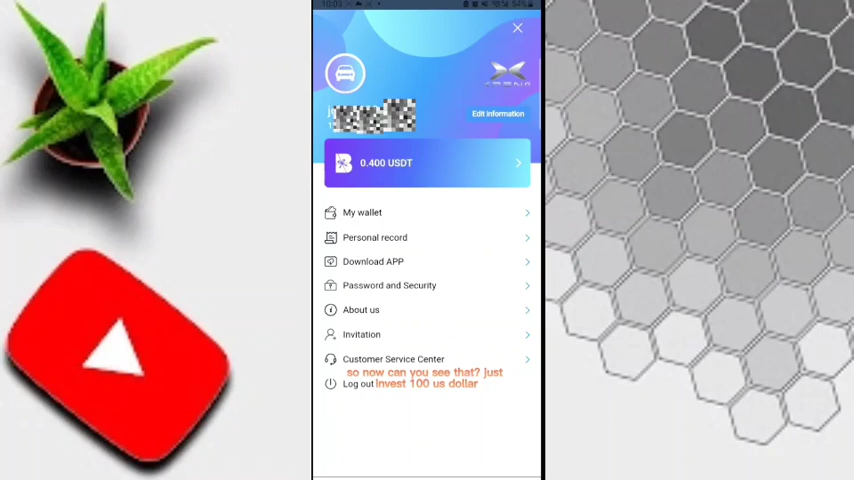 Edit information
0.400 USDT
My wallet
Personal record
Download APP
Password and Security
About us
Invitation
Customer Service Center
so now can you see that? just
Log out invest 100 us dollar